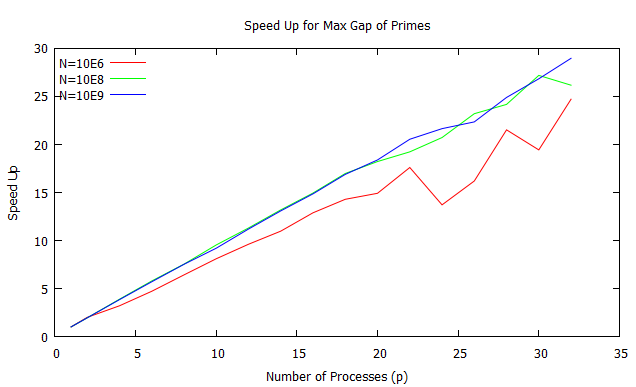 Speed Up for Max Gap of Primes
30
N=10E6
N=10E8
25
N=10E9
20
Speed Up
15
10
5
0
0 5 10 15 20 25 30 35
Number of Processes (p)